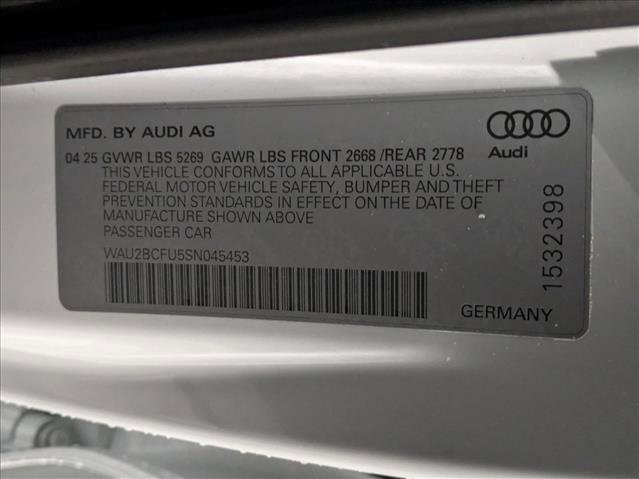 MFD. BY AUDI AG
04 25 GVWR LBS 5269 GAWR LBS FRONT 2668 /REAR 2778
THIS VEHICLE CONFORMS TO ALL APPLICABLE U.S.
FEDERAL MOTOR VEHICLE SAFETY, BUMPER AND THEFT
PREVENTION STANDARDS IN EFFECT ON THE DATE OF
MANUFACTURE SHOWN ABOVE
PASSENGER CAR
WAU2BCFU5SN045453
Audi
1532398
GERMANY